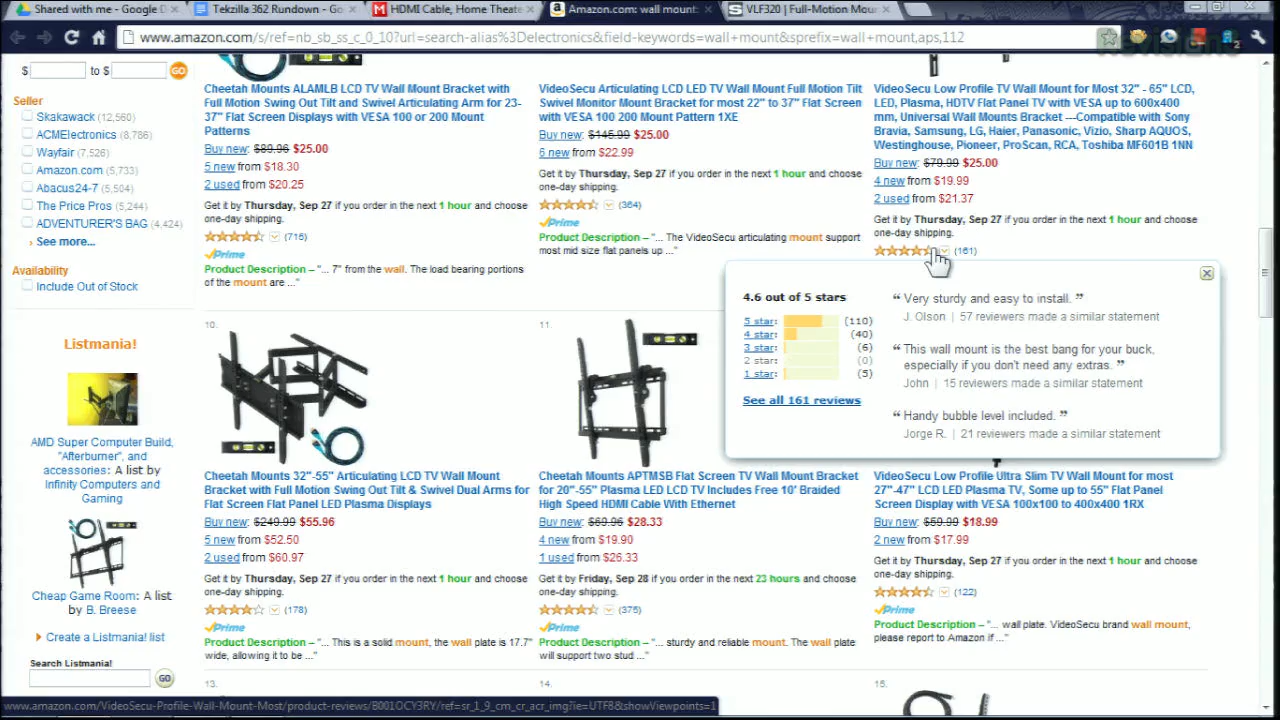 Shared with me - Google D
Tekzilla 362 Rundown - Go
HDMI Cable, Home Theate
Amazon.com: wall mount:
VLF320 | Full-Motion Mou
www.amazon.com/s/ref=nb_sb_ss_c_0_10?url=search-alias%3Delectronics&field-keywords=wall+mount&sprefix=wall+mount,aps,112
$ to $ GO
Seller
Skakawack (12,560)
ACMElectronics (8,786)
Wayfair (7,526)
Amazon.com (5,733)
Abacus24-7 (5,504)
The Price Pros (5,244)
ADVENTURER'S BAG (4,424)
› See more...
Availability
Include Out of Stock
Listmania!
AMD Super Computer Build,
"Afterburner", and
accessories: A list by
Infinity Computers and
Gaming
Cheap Game Room: A list
by B. Breese
Create a Listmania! list
Search Listmania!
GO
Cheetah Mounts ALAMLB LCD TV Wall Mount Bracket with
Full Motion Swing Out Tilt and Swivel Articulating Arm for 23-
37" Flat Screen Displays with VESA 100 or 200 Mount
Patterns
Buy new: $89.96 $25.00
5 new from $18.30
2 used from $20.25
Get it by Thursday, Sep 27 if you order in the next 1 hour and choose
one-day shipping.
(716)
Prime
Product Description – "... 7" from the wall. The load bearing portions
of the mount are ..."
VideoSecu Articulating LCD LED TV Wall Mount Full Motion Tilt
Swivel Monitor Mount Bracket for most 22" to 37" Flat Screen
with VESA 100 200 Mount Pattern 1XE
Buy new: $145.99 $25.00
6 new from $22.99
Get it by Thursday, Sep 27 if you order in the next 1 hour and choose
one-day shipping.
(364)
Prime
Product Description – "... The VideoSecu articulating mount support
most mid size flat panels up ..."
VideoSecu Low Profile TV Wall Mount for Most 32" - 65" LCD,
LED, Plasma, HDTV Flat Panel TV with VESA up to 600x400
mm, Universal Wall Mounts Bracket ---Compatible with Sony
Bravia, Samsung, LG, Haier, Panasonic, Vizio, Sharp AQUOS,
Westinghouse, Pioneer, ProScan, RCA, Toshiba MF601B 1NN
Buy new: $79.99 $25.00
4 new from $19.99
2 used from $21.37
Get it by Thursday, Sep 27 if you order in the next 1 hour and choose
one-day shipping.
(161)
4.6 out of 5 stars
5 star: (110)
4 star: (40)
3 star: (6)
2 star: (0)
1 star: (5)
See all 161 reviews
“ Very sturdy and easy to install. ”
J. Olson | 57 reviewers made a similar statement
“ This wall mount is the best bang for your buck,
especially if you don't need any extras. ”
John | 15 reviewers made a similar statement
“ Handy bubble level included. ”
Jorge R. | 21 reviewers made a similar statement
10.
Cheetah Mounts 32"-55" Articulating LCD TV Wall Mount
Bracket with Full Motion Swing Out Tilt & Swivel Dual Arms for
Flat Screen Flat Panel LED Plasma Displays
Buy new: $249.99 $55.96
5 new from $52.50
2 used from $60.97
Get it by Thursday, Sep 27 if you order in the next 1 hour and choose
one-day shipping.
(178)
Prime
Product Description – "... This is a solid mount, the wall plate is 17.7"
wide, allowing it to be ..."
11.
Cheetah Mounts APTMSB Flat Screen TV Wall Mount Bracket
for 20"-55" Plasma LED LCD TV Includes Free 10' Braided
High Speed HDMI Cable With Ethernet
Buy new: $69.96 $28.33
4 new from $19.90
1 used from $26.33
Get it by Friday, Sep 28 if you order in the next 23 hours and choose
one-day shipping.
(375)
Prime
Product Description – "... sturdy and reliable mount. The wall plate
will support two stud ..."
VideoSecu Low Profile Ultra Slim TV Wall Mount for most
27"-47" LCD LED Plasma TV, Some up to 55" Flat Panel
Screen Display with VESA 100x100 to 400x400 1RX
Buy new: $59.99 $18.99
2 new from $17.99
Get it by Thursday, Sep 27 if you order in the next 1 hour and choose
one-day shipping.
(122)
Prime
Product Description – "... wall plate. VideoSecu brand wall mount,
please report to Amazon if ..."
13.
14.
15.
www.amazon.com/VideoSecu-Profile-Wall-Mount-Most/product-reviews/B001OCY3RY/ref=sr_1_9_cm_cr_acr_img?ie=UTF8&showViewpoints=1